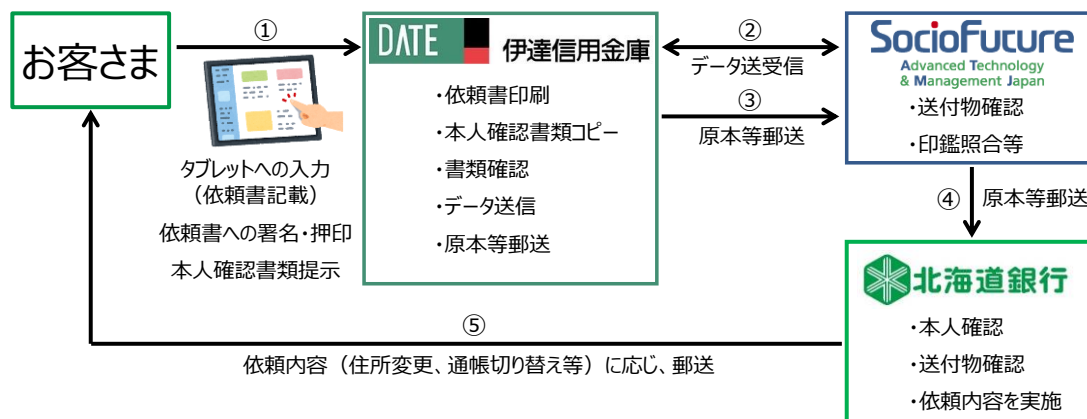 お客さま
①
タブレットへの入力
（依頼書記載）
依頼書への署名・押印
本人確認書類提示
DATE 伊達信用金庫
・依頼書印刷
・本人確認書類コピー
・書類確認
・データ送信
・原本等郵送
②
データ送受信
③
原本等郵送
SocioFuture
Advanced Technology
& Management Japan
・送付物確認
・印鑑照合等
④ 原本等郵送
北海道銀行
・本人確認
・送付物確認
・依頼内容を実施
⑤
依頼内容（住所変更、通帳切り替え等）に応じ、郵送